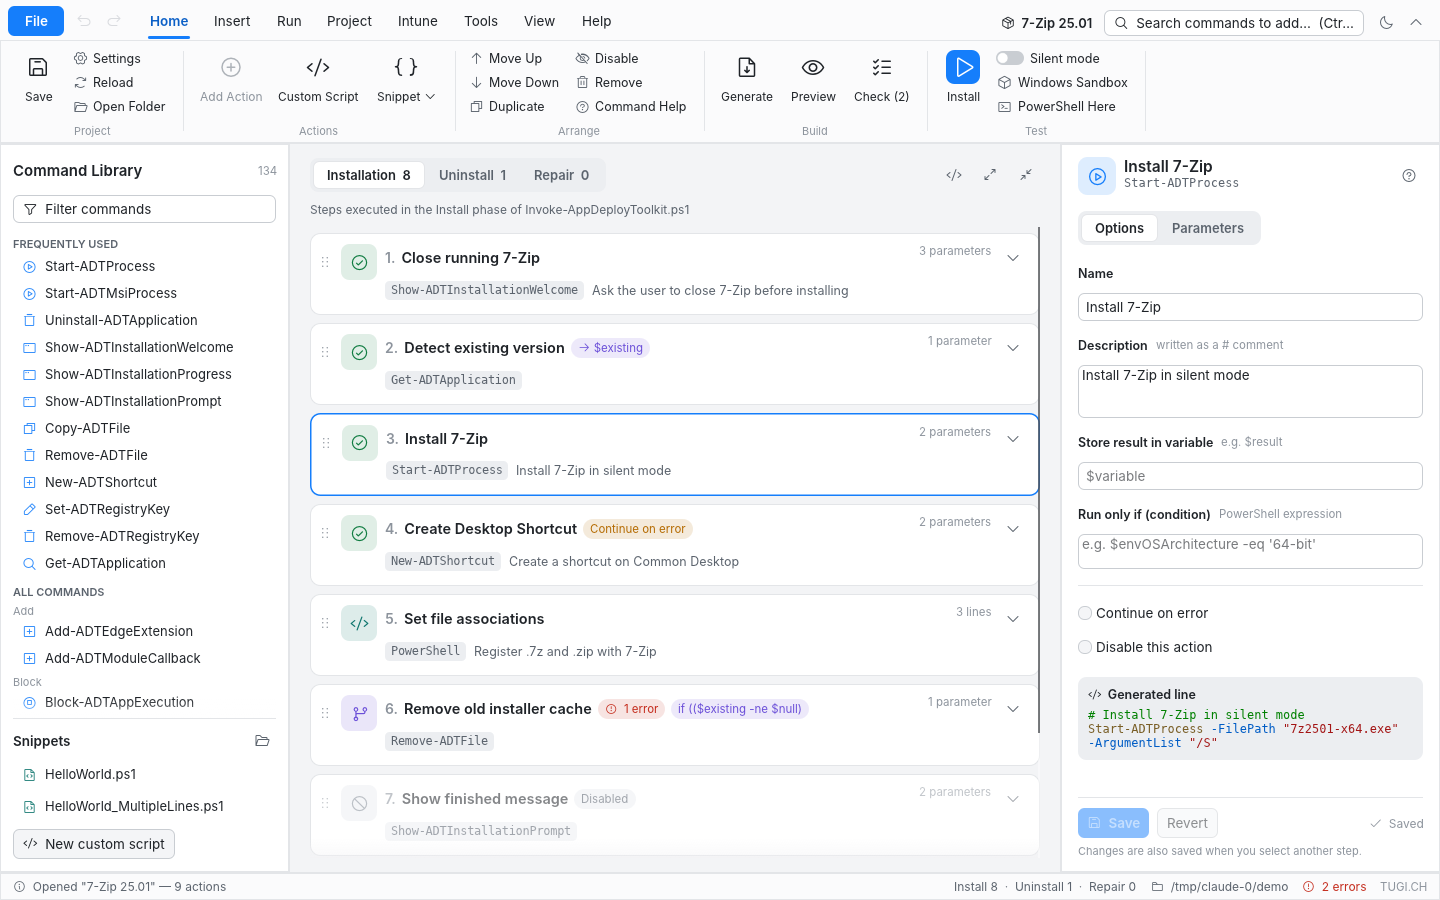 File
Home
Insert
Run
Project
Intune
Tools
View
Help
7-Zip 25.01
Search commands to add... (Ctr...
Save
Settings
Reload
Open Folder
Project
Add Action
Custom Script
Snippet
Actions
Move Up
Move Down
Duplicate
Disable
Remove
Command Help
Arrange
Generate
Preview
Check (2)
Build
Install
Silent mode
Windows Sandbox
PowerShell Here
Test
Command Library
134
Filter commands
FREQUENTLY USED
Start-ADTProcess
Start-ADTMsiProcess
Uninstall-ADTApplication
Show-ADTInstallationWelcome
Show-ADTInstallationProgress
Show-ADTInstallationPrompt
Copy-ADTFile
Remove-ADTFile
New-ADTShortcut
Set-ADTRegistryKey
Remove-ADTRegistryKey
Get-ADTApplication
ALL COMMANDS
Add
Add-ADTEdgeExtension
Add-ADTModuleCallback
Block
Block-ADTAppExecution
Snippets
HelloWorld.ps1
HelloWorld_MultipleLines.ps1
</> New custom script
Installation 8
Uninstall 1
Repair 0
Steps executed in the Install phase of Invoke-AppDeployToolkit.ps1
1. Close running 7-Zip
3 parameters
Show-ADTInstallationWelcome Ask the user to close 7-Zip before installing
2. Detect existing version → $existing
1 parameter
Get-ADTApplication
3. Install 7-Zip
2 parameters
Start-ADTProcess Install 7-Zip in silent mode
4. Create Desktop Shortcut Continue on error
2 parameters
New-ADTShortcut Create a shortcut on Common Desktop
5. Set file associations
3 lines
PowerShell Register .7z and .zip with 7-Zip
6. Remove old installer cache 1 error if (($existing -ne $null)
1 parameter
Remove-ADTFile
7. Show finished message Disabled
2 parameters
Show-ADTInstallationPrompt
Install 7-Zip
Start-ADTProcess
Options
Parameters
Name
Install 7-Zip
Description written as a # comment
Install 7-Zip in silent mode
Store result in variable e.g. $result
$variable
Run only if (condition) PowerShell expression
e.g. $envOSArchitecture -eq '64-bit'
Continue on error
Disable this action
</> Generated line
# Install 7-Zip in silent mode
Start-ADTProcess -FilePath "7z2501-x64.exe"
-ArgumentList "/S"
Save
Revert
Saved
Changes are also saved when you select another step.
Opened "7-Zip 25.01" — 9 actions
Install 8 · Uninstall 1 · Repair 0
/tmp/claude-0/demo
2 errors
TUGI.CH